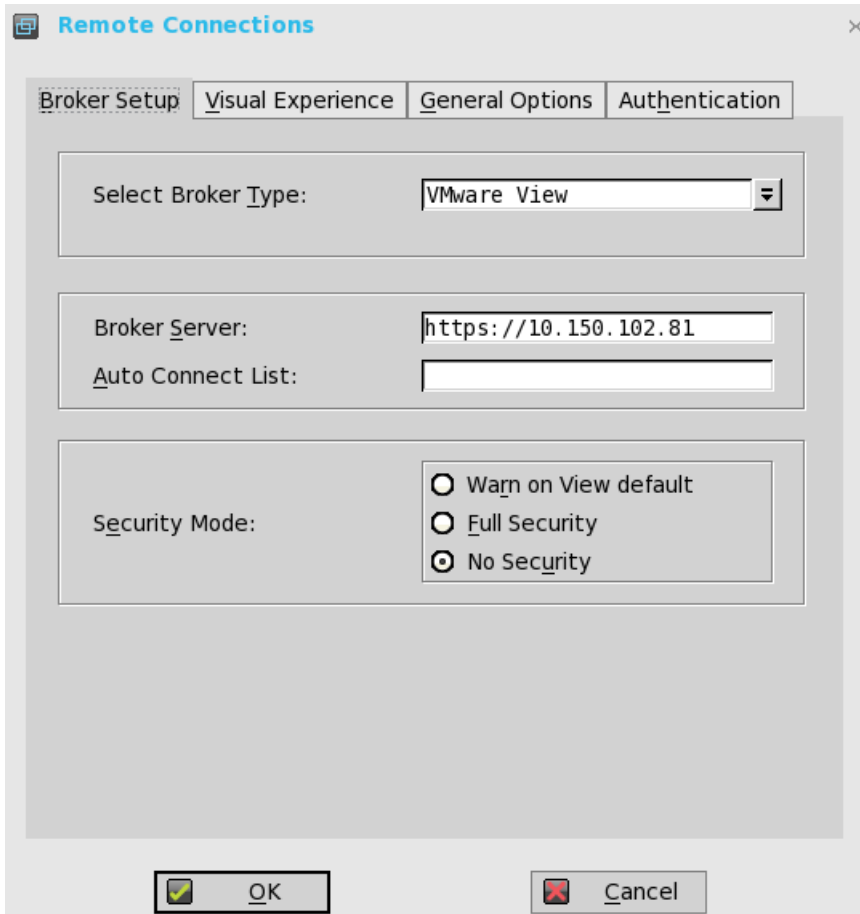 Remote Connections
Broker Setup
Visual Experience
General Options
Authentication
Select Broker Type:
VMware View
Broker Server:
https://10.150.102.81
Auto Connect List:
Security Mode:
Warn on View default
Full Security
No Security
OK
Cancel